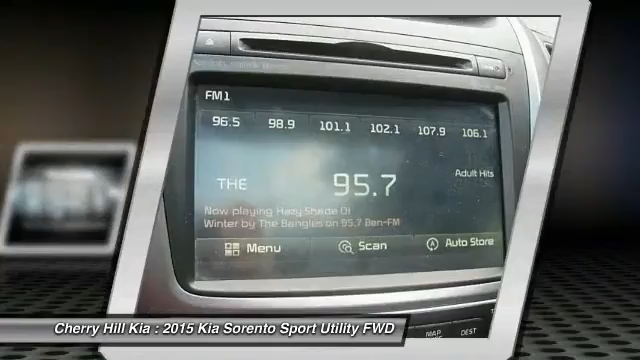 FM1
96.5 98.9 101.1 102.1 107.9 106.1
Adult Hits
THE 95.7
Now playing Hazy Shade Of
Winter by The Bangles on 95.7 Ben-FM
Menu Scan Auto Store
Cherry Hill Kia : 2015 Kia Sorento Sport Utility FWD
MAP DEST